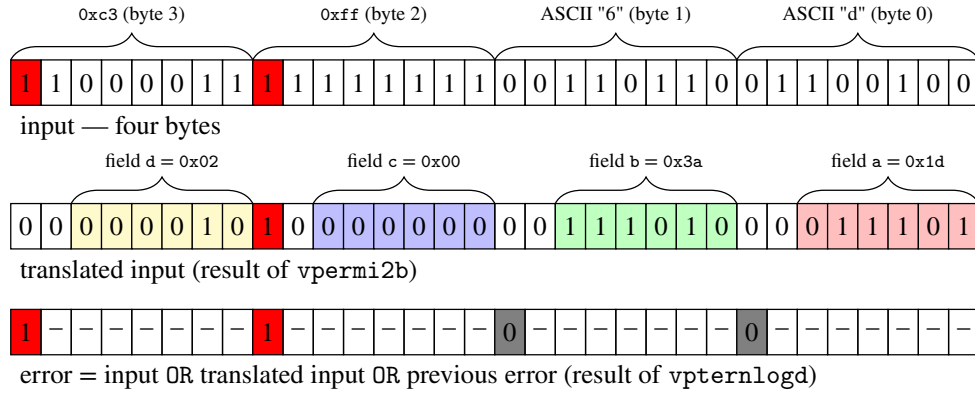 0xc3 (byte 3) 0xff (byte 2) ASCII "6" (byte 1) ASCII "d" (byte 0)
1 1 0 0 0 0 1 1 1 1 1 1 1 1 1 1 0 0 1 1 0 1 1 0 0 1 1 0 0 1 0 0
input — four bytes
field d = 0x02 field c = 0x00 field b = 0x3a field a = 0x1d
0 0 0 0 0 0 1 0 1 0 0 0 0 0 0 0 0 0 1 1 1 0 1 0 0 0 0 1 1 1 0 1
translated input (result of vpermi2b)
1 – – – – – – – 1 – – – – – – – 0 – – – – – – – 0 – – – – – – –
error = input OR translated input OR previous error (result of vpternlogd)